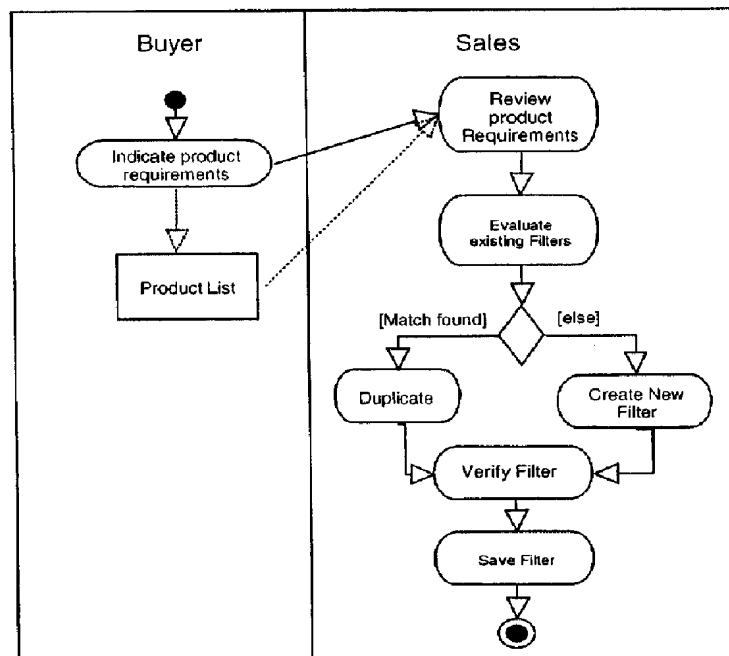 Buyer
Sales
Indicate product
requirements
Product List
Review
product
Requirements
Evaluate
existing Filters
[Match found]
[else]
Duplicate
Create New
Filter
Verify Filter
Save Filter